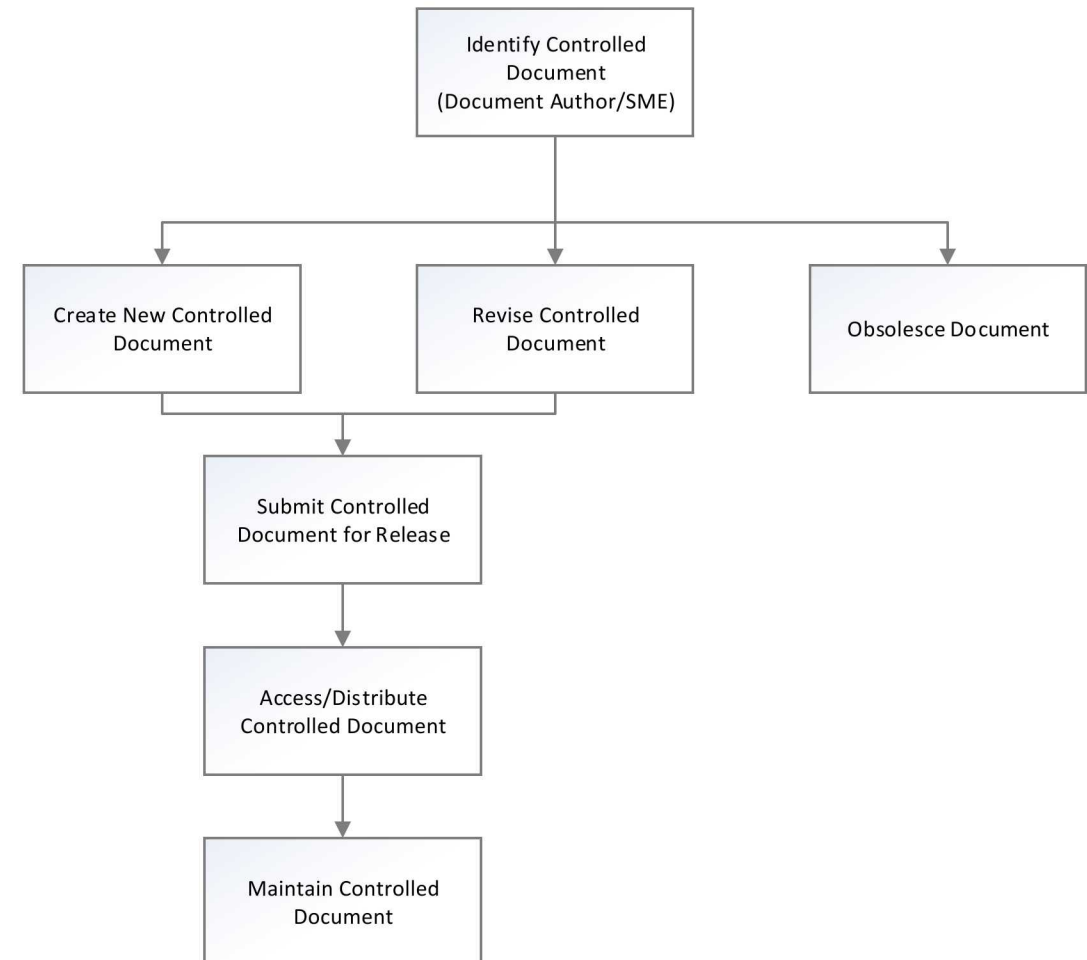 Identify Controlled
Document
(Document Author/SME)
Create New Controlled
Document
Revise Controlled
Document
Obsolesce Document
Submit Controlled
Document for Release
Access/Distribute
Controlled Document
Maintain Controlled
Document